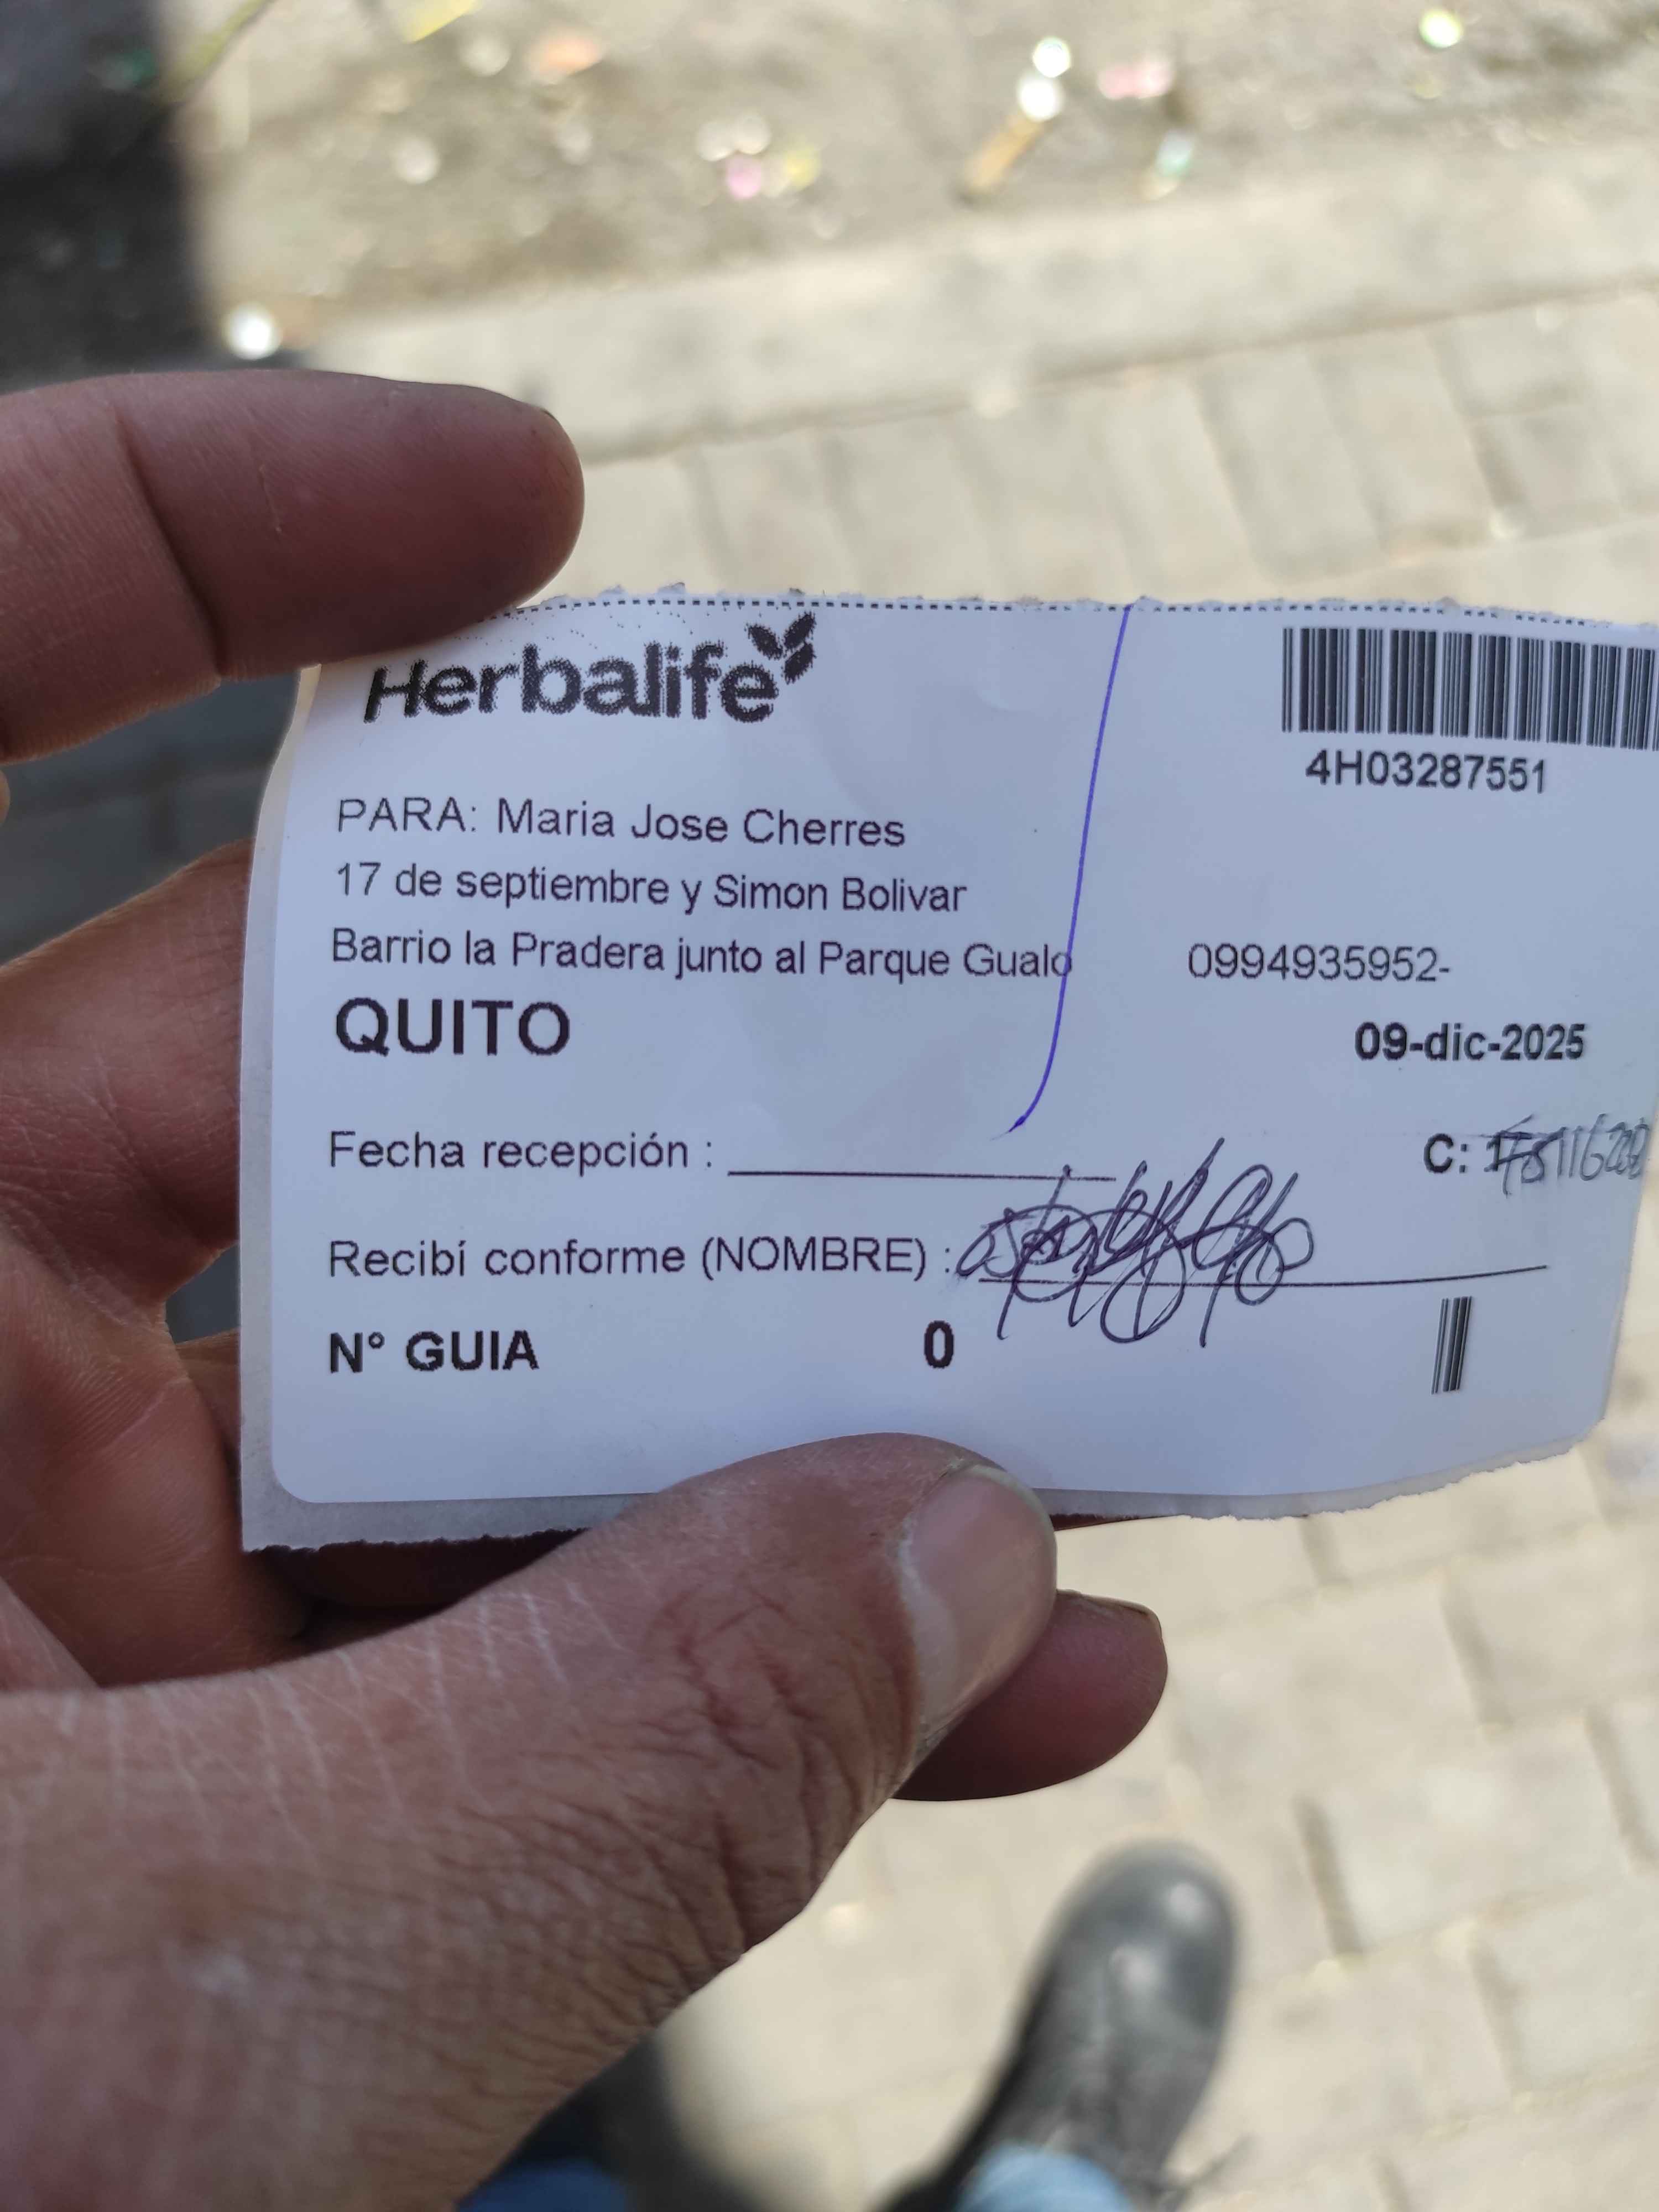 Herbalife
4H03287551
PARA: Maria Jose Cherres
17 de septiembre y Simon Bolivar
Barrio la Pradera junto al Parque Gualo 0994935952-
QUITO
09-dic-2025
Fecha recepción :
C:
Recibí conforme (NOMBRE) :
N° GUIA 0